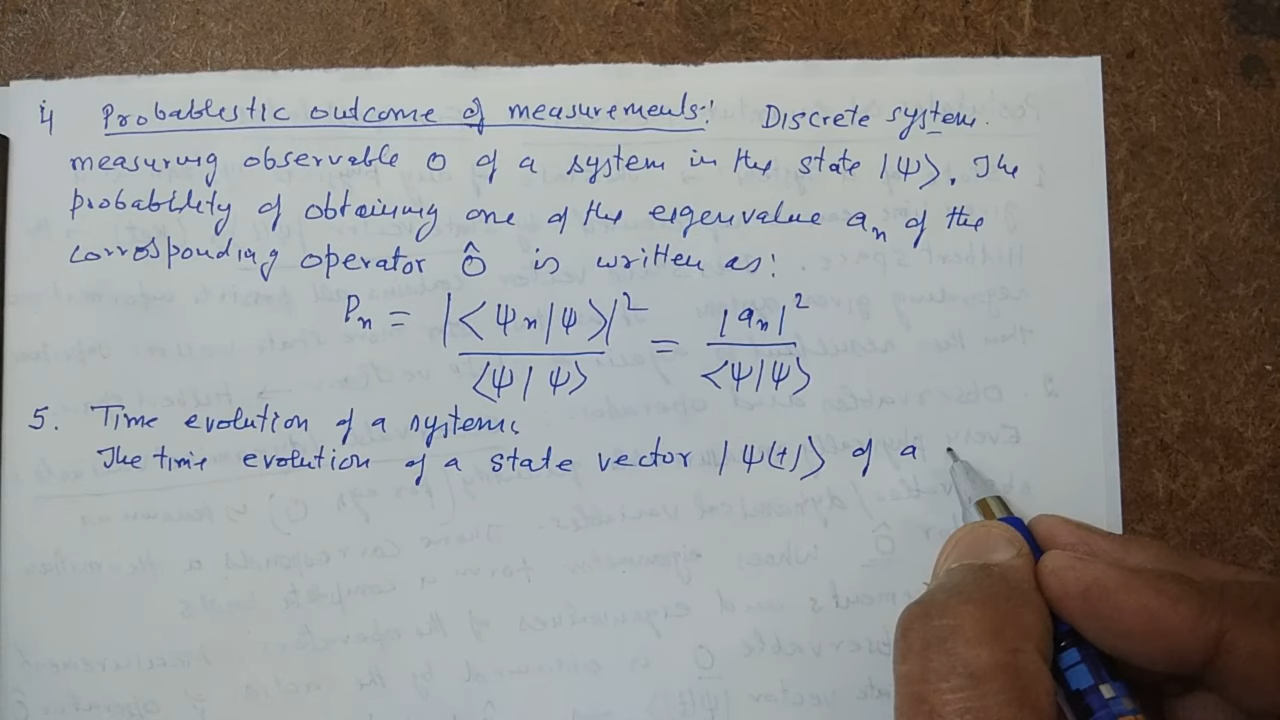 4 Probablestic outcome of measurements: Discrete system.
measuring observable O of a system in the state |ψ⟩. The
probability of obtaining one of the eigenvalue aₙ of the
corresponding operator Ô is written as:
Pₙ = |⟨ψₙ|ψ⟩|² / ⟨ψ|ψ⟩ = |aₙ|² / ⟨ψ|ψ⟩
5. Time evolution of a system.
The time evolution of a state vector |ψ(t)⟩ of a